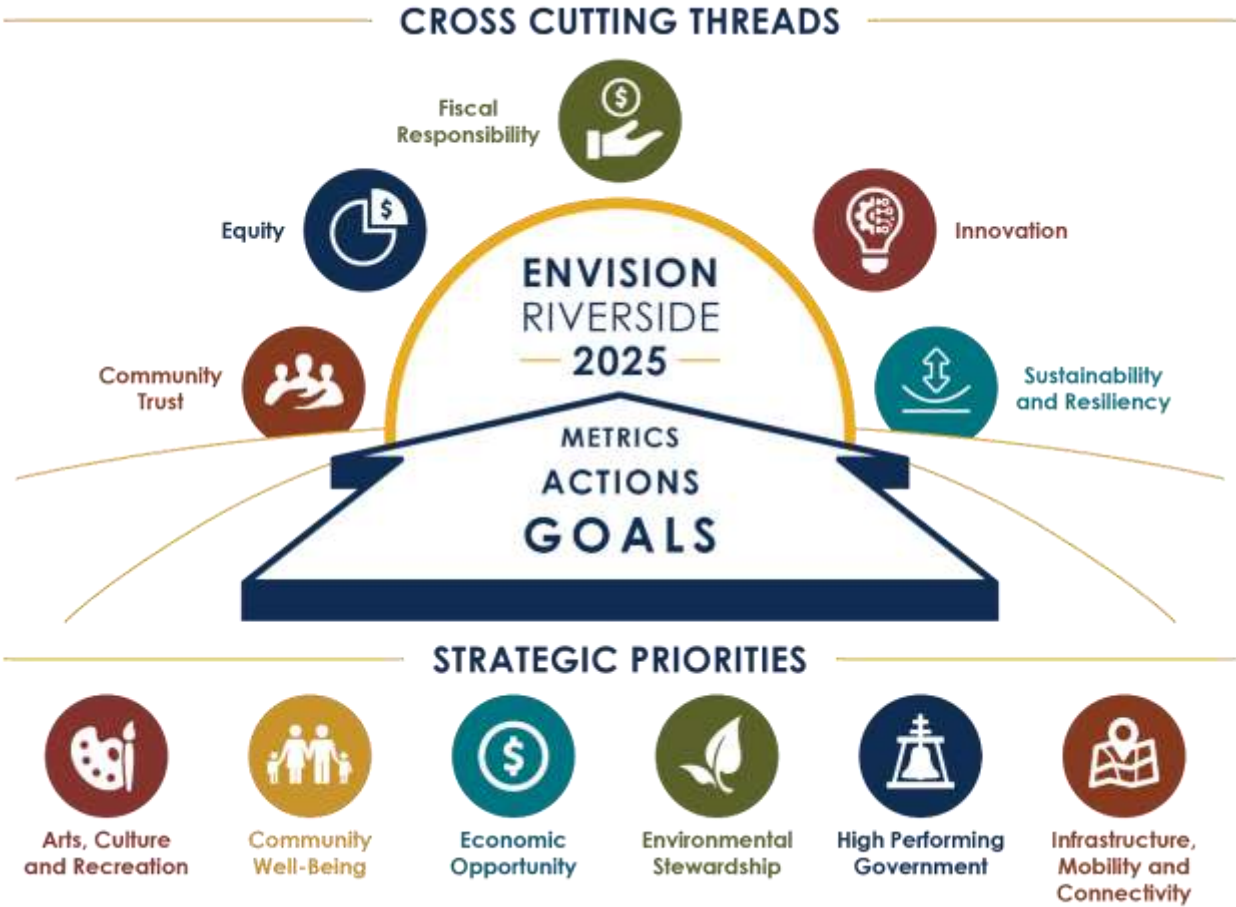 CROSS CUTTING THREADS
Fiscal
Responsibility
$
Equity
$
Innovation
ENVISION
RIVERSIDE
2025
Community
Trust
Sustainability
and Resiliency
METRICS
ACTIONS
GOALS
STRATEGIC PRIORITIES
$
Arts, Culture
and Recreation
Community
Well-Being
Economic
Opportunity
Environmental
Stewardship
High Performing
Government
Infrastructure,
Mobility and
Connectivity